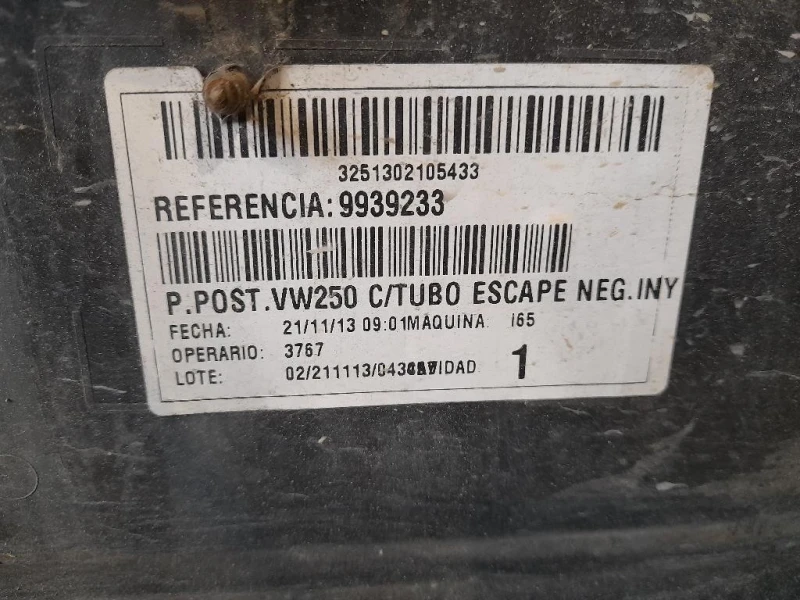 3251302105433
REFERENCIA: 9939233
P.POST.VW250 C/TUBO ESCAPE NEG.INY
FECHA: 21/11/13 09:01MAQUINA i65
OPERARIO: 3767
LOTE: 1